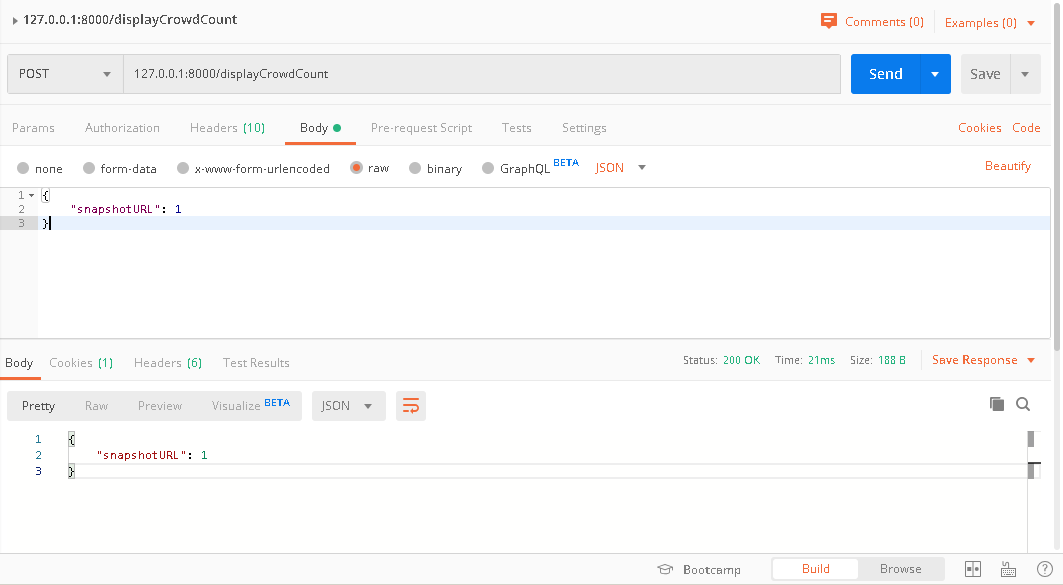 127.0.0.1:8000/displayCrowdCount
Comments (0) Examples (0)
POST 127.0.0.1:8000/displayCrowdCount Send Save
Params Authorization Headers (10) Body Pre-request Script Tests Settings Cookies Code
none form-data x-www-form-urlencoded raw binary GraphQL BETA JSON Beautify
1 {
2 "snapshotURL": 1
3 }
Body Cookies (1) Headers (6) Test Results Status: 200 OK Time: 21ms Size: 188 B Save Response
Pretty Raw Preview Visualize BETA JSON
1 {
2 "snapshotURL": 1
3 }
Bootcamp Build Browse